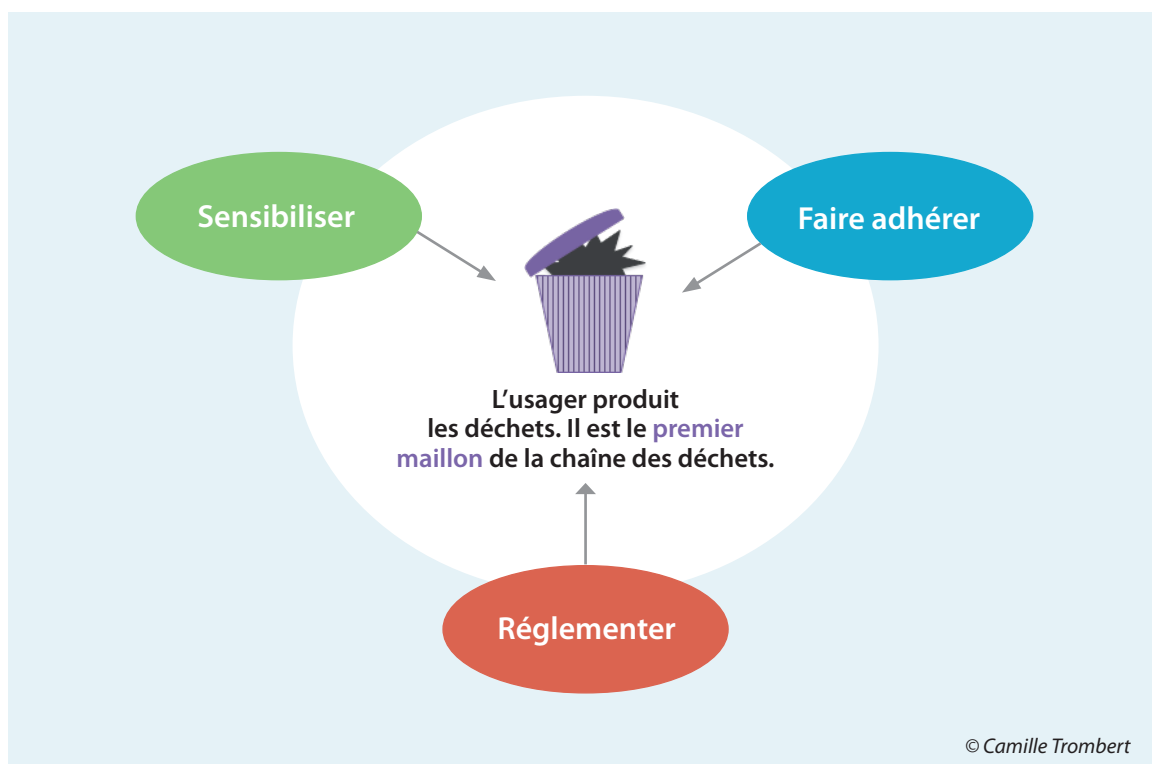 Sensibiliser
Faire adhérer
L’usager produit
les déchets. Il est le premier
maillon de la chaîne des déchets.
Réglementer
© Camille Trombert